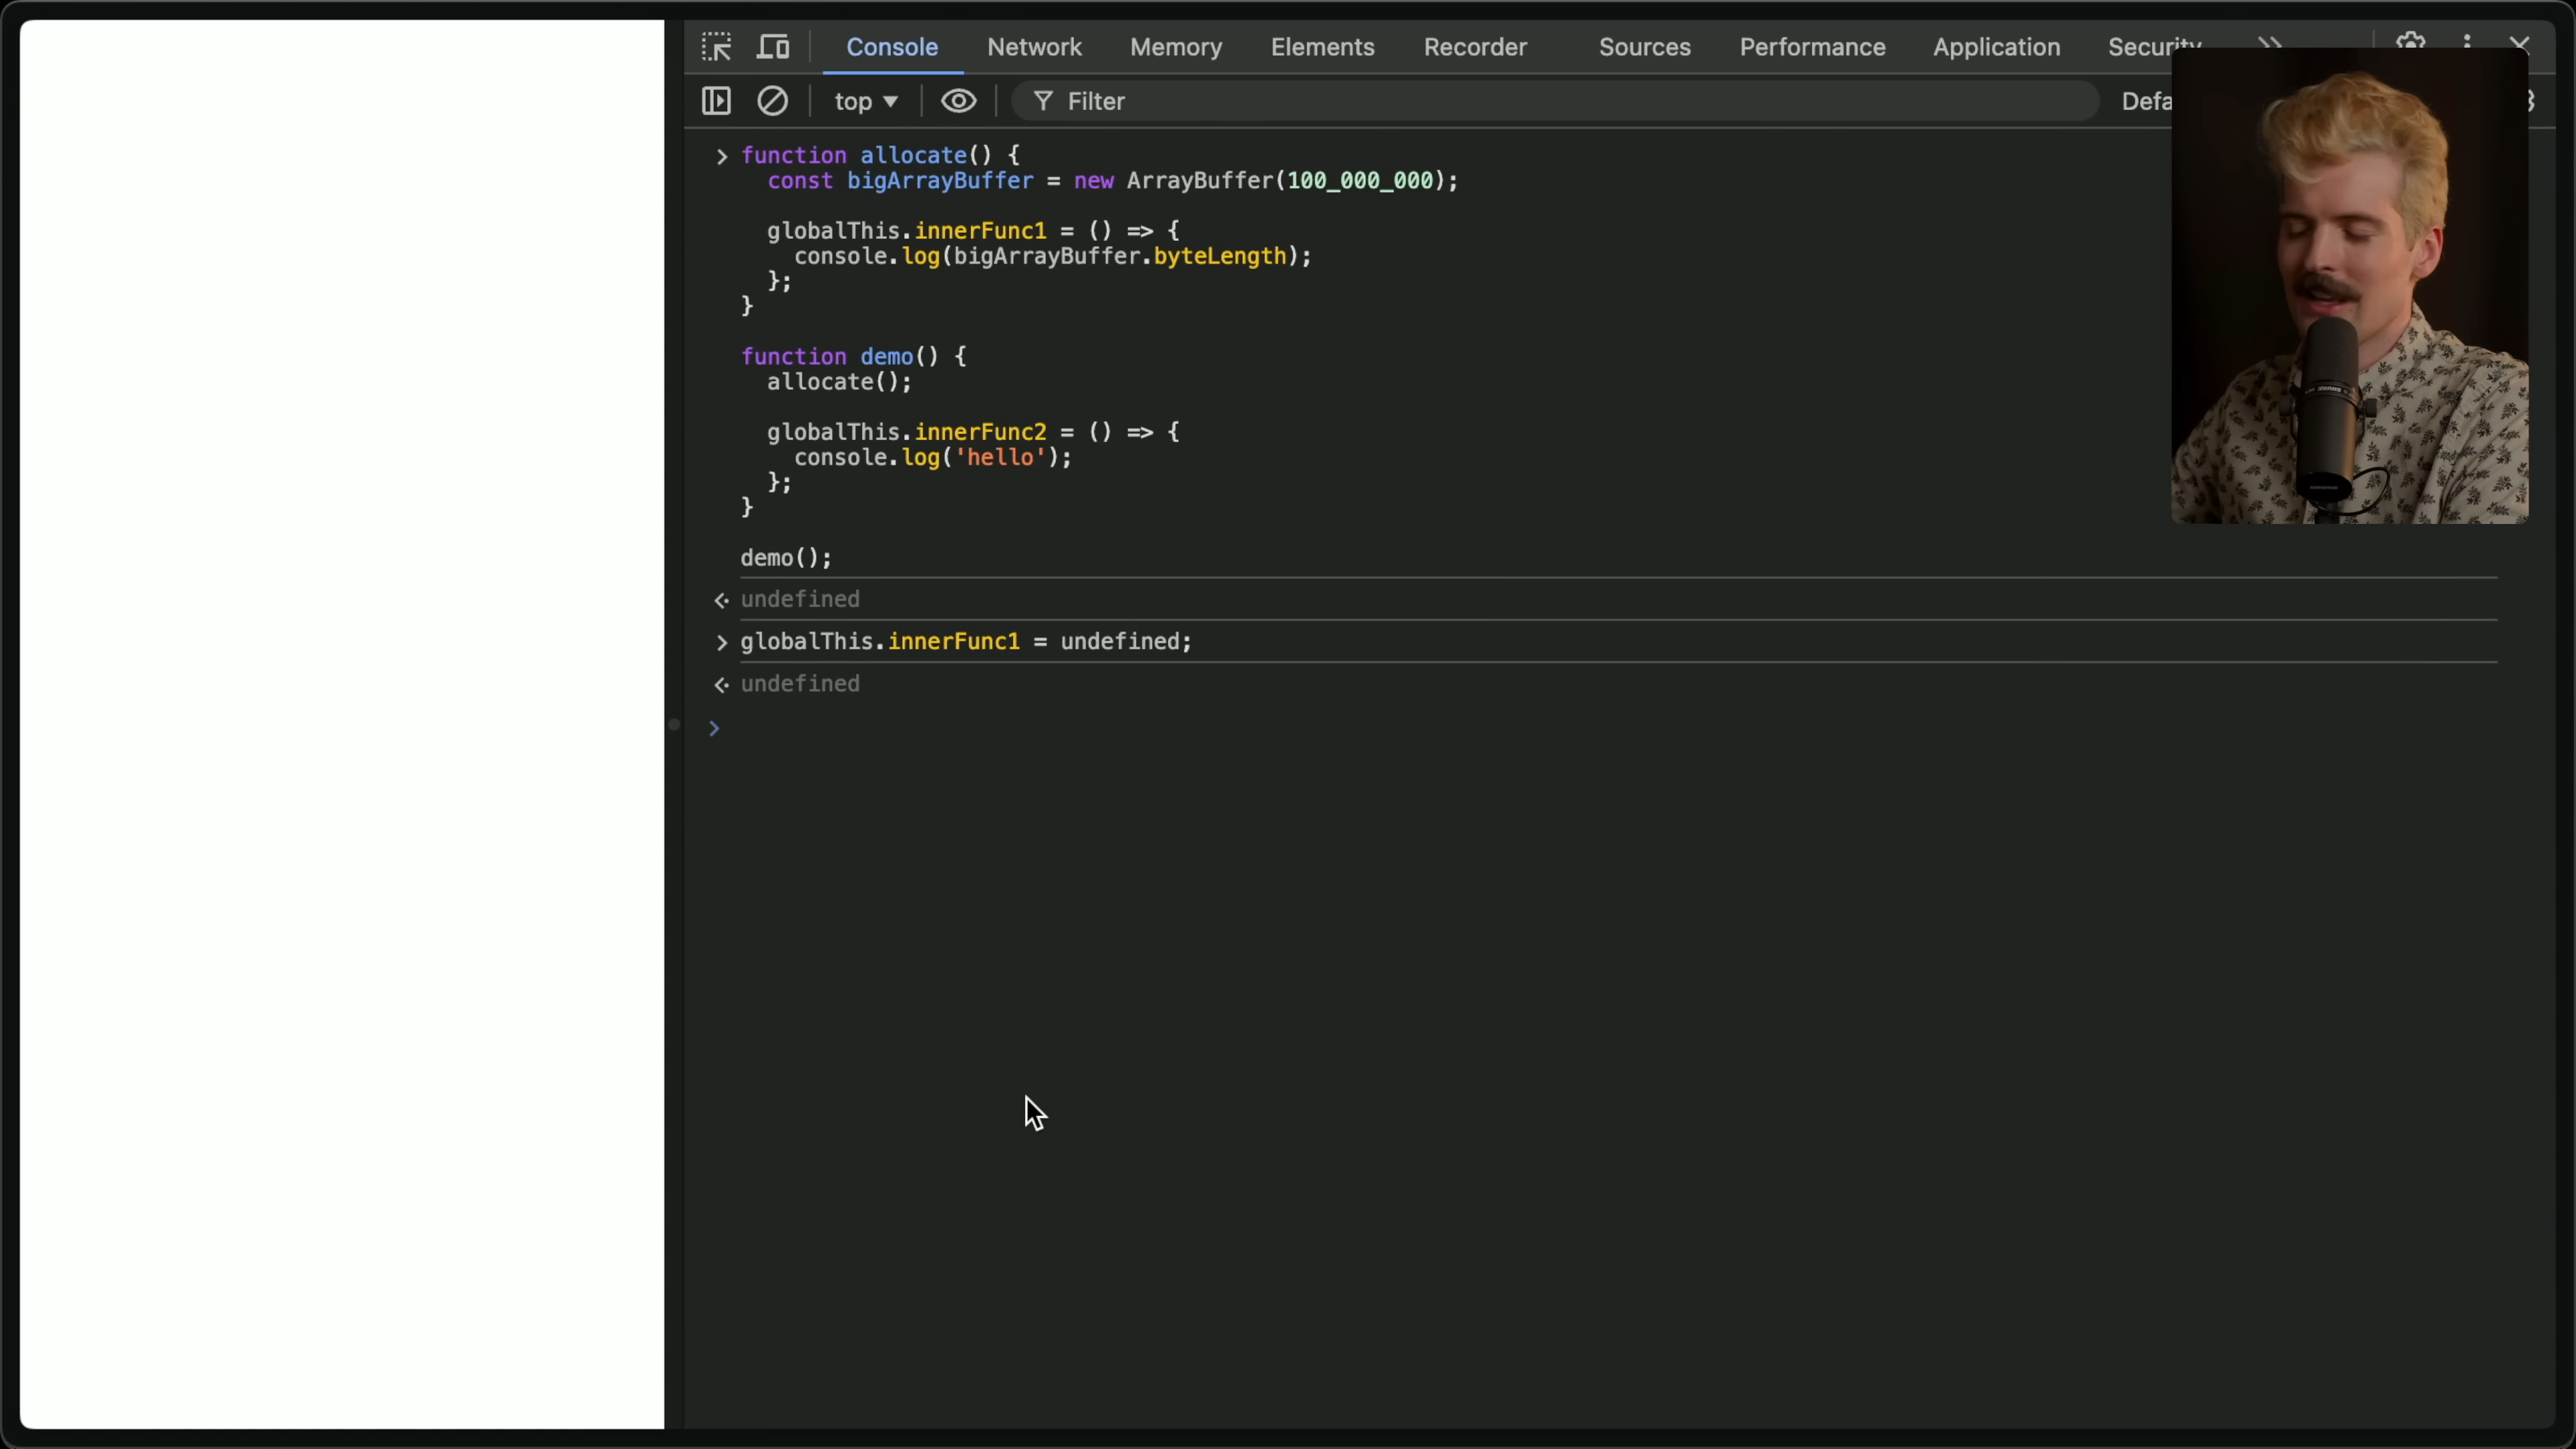 Console Network Memory Elements Recorder Sources Performance Application Security
top Filter Defa
function allocate() {
const bigArrayBuffer = new ArrayBuffer(100_000_000);
globalThis.innerFunc1 = () => {
console.log(bigArrayBuffer.byteLength);
};
}
function demo() {
allocate();
globalThis.innerFunc2 = () => {
console.log('hello');
};
}
demo();
undefined
globalThis.innerFunc1 = undefined;
undefined